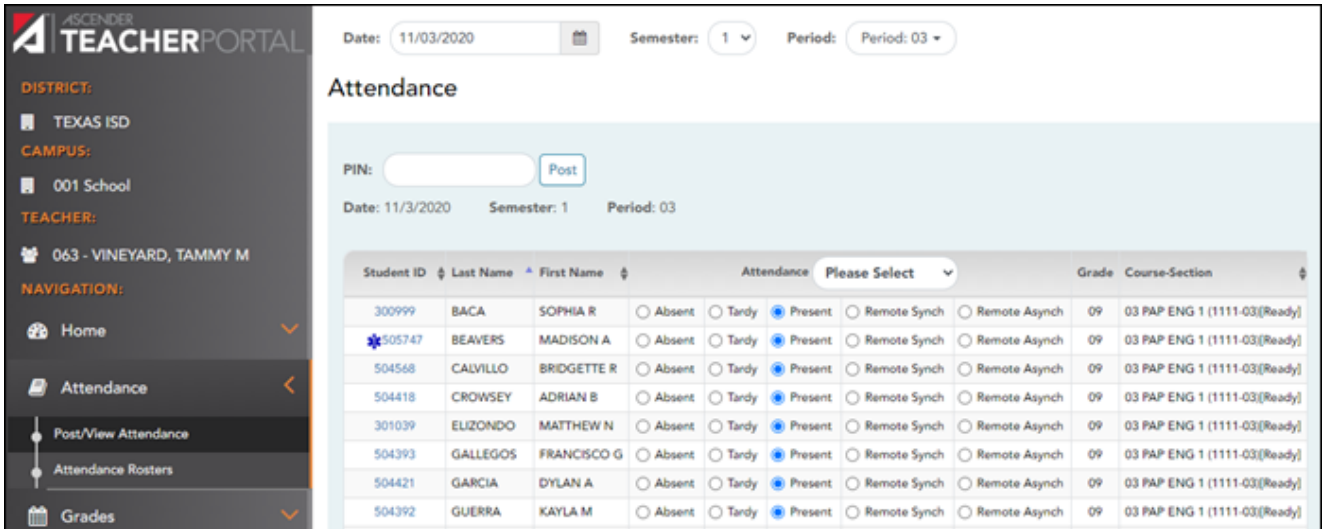 ASCENDER
TEACHERPORTAL
DISTRICT:
TEXAS ISD
CAMPUS:
001 School
TEACHER:
063 - VINEYARD, TAMMY M
NAVIGATION:
Home
Attendance
Post/View Attendance
Attendance Rosters
Grades
Date: 11/03/2020 Semester: 1 Period: Period: 03
Attendance
PIN: Post
Date: 11/3/2020 Semester: 1 Period: 03
Student ID Last Name First Name Attendance Please Select Grade Course-Section
300999 BACA SOPHIA R Absent Tardy Present Remote Synch Remote Asynch 09 03 PAP ENG 1 (1111-03)[Ready]
505747 BEAVERS MADISON A Absent Tardy Present Remote Synch Remote Asynch 09 03 PAP ENG 1 (1111-03)[Ready]
504568 CALVILLO BRIDGETTE R Absent Tardy Present Remote Synch Remote Asynch 09 03 PAP ENG 1 (1111-03)[Ready]
504418 CROWSEY ADRIAN B Absent Tardy Present Remote Synch Remote Asynch 09 03 PAP ENG 1 (1111-03)[Ready]
301039 ELIZONDO MATTHEW N Absent Tardy Present Remote Synch Remote Asynch 09 03 PAP ENG 1 (1111-03)[Ready]
504393 GALLEGOS FRANCISCO G Absent Tardy Present Remote Synch Remote Asynch 09 03 PAP ENG 1 (1111-03)[Ready]
504421 GARCIA DYLAN A Absent Tardy Present Remote Synch Remote Asynch 09 03 PAP ENG 1 (1111-03)[Ready]
504392 GUERRA KAYLA M Absent Tardy Present Remote Synch Remote Asynch 09 03 PAP ENG 1 (1111-03)[Ready]